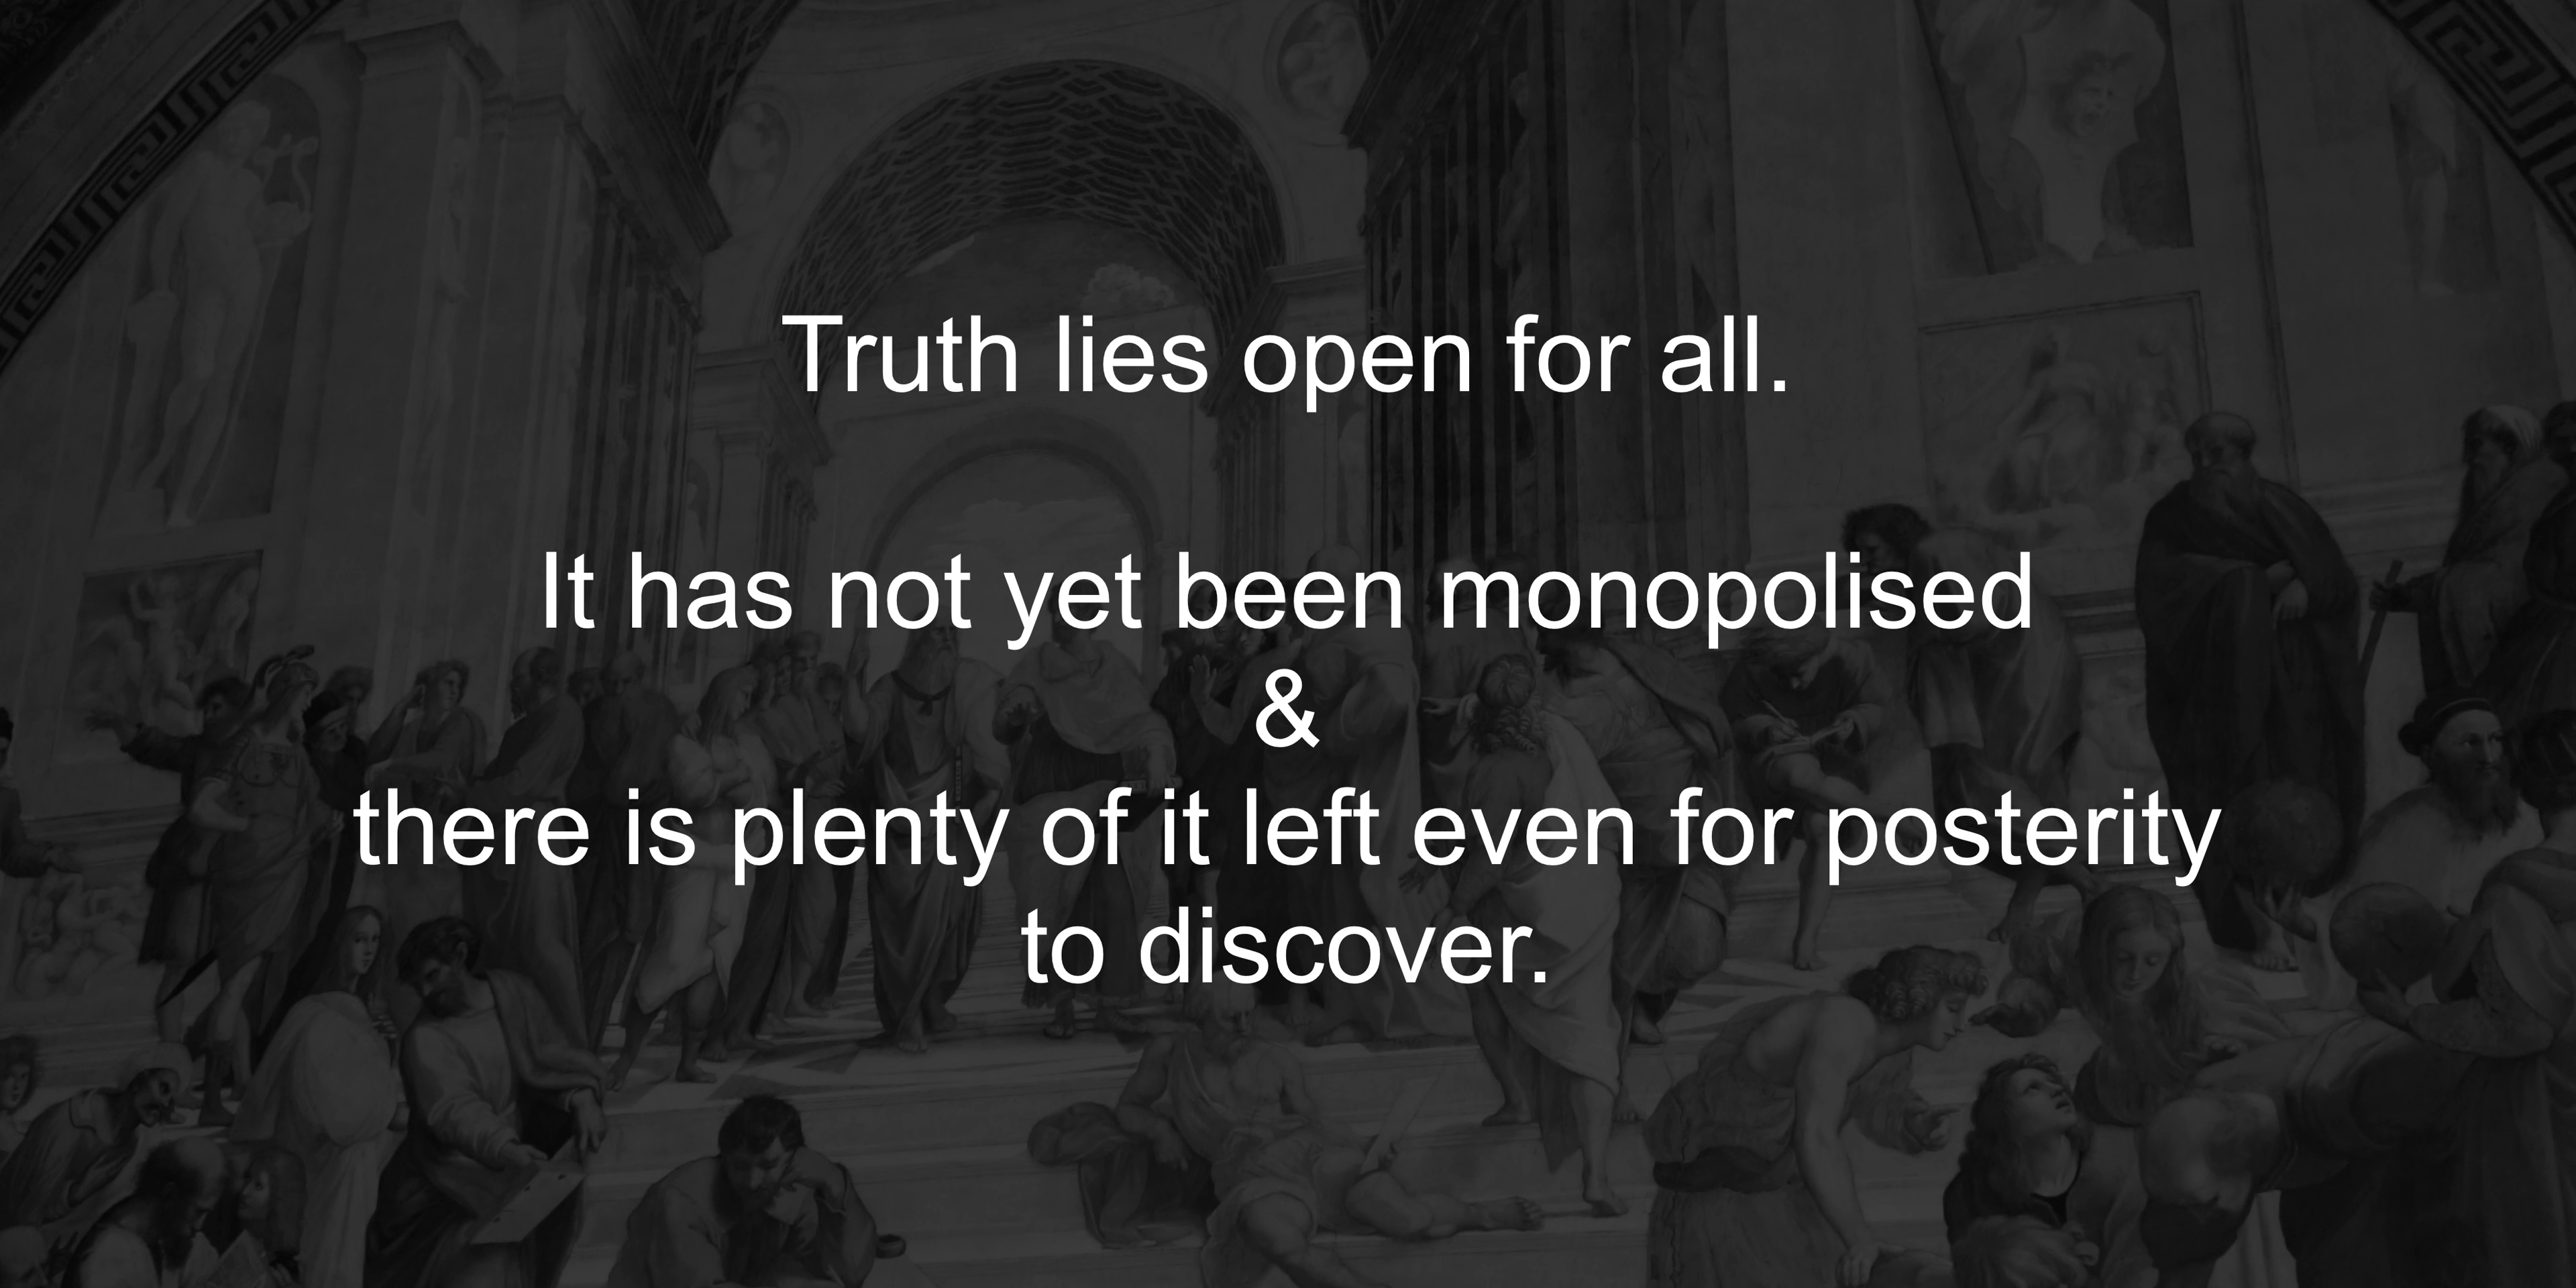 Truth lies open for all.
It has not yet been monopolised
&
there is plenty of it left even for posterity
to discover.